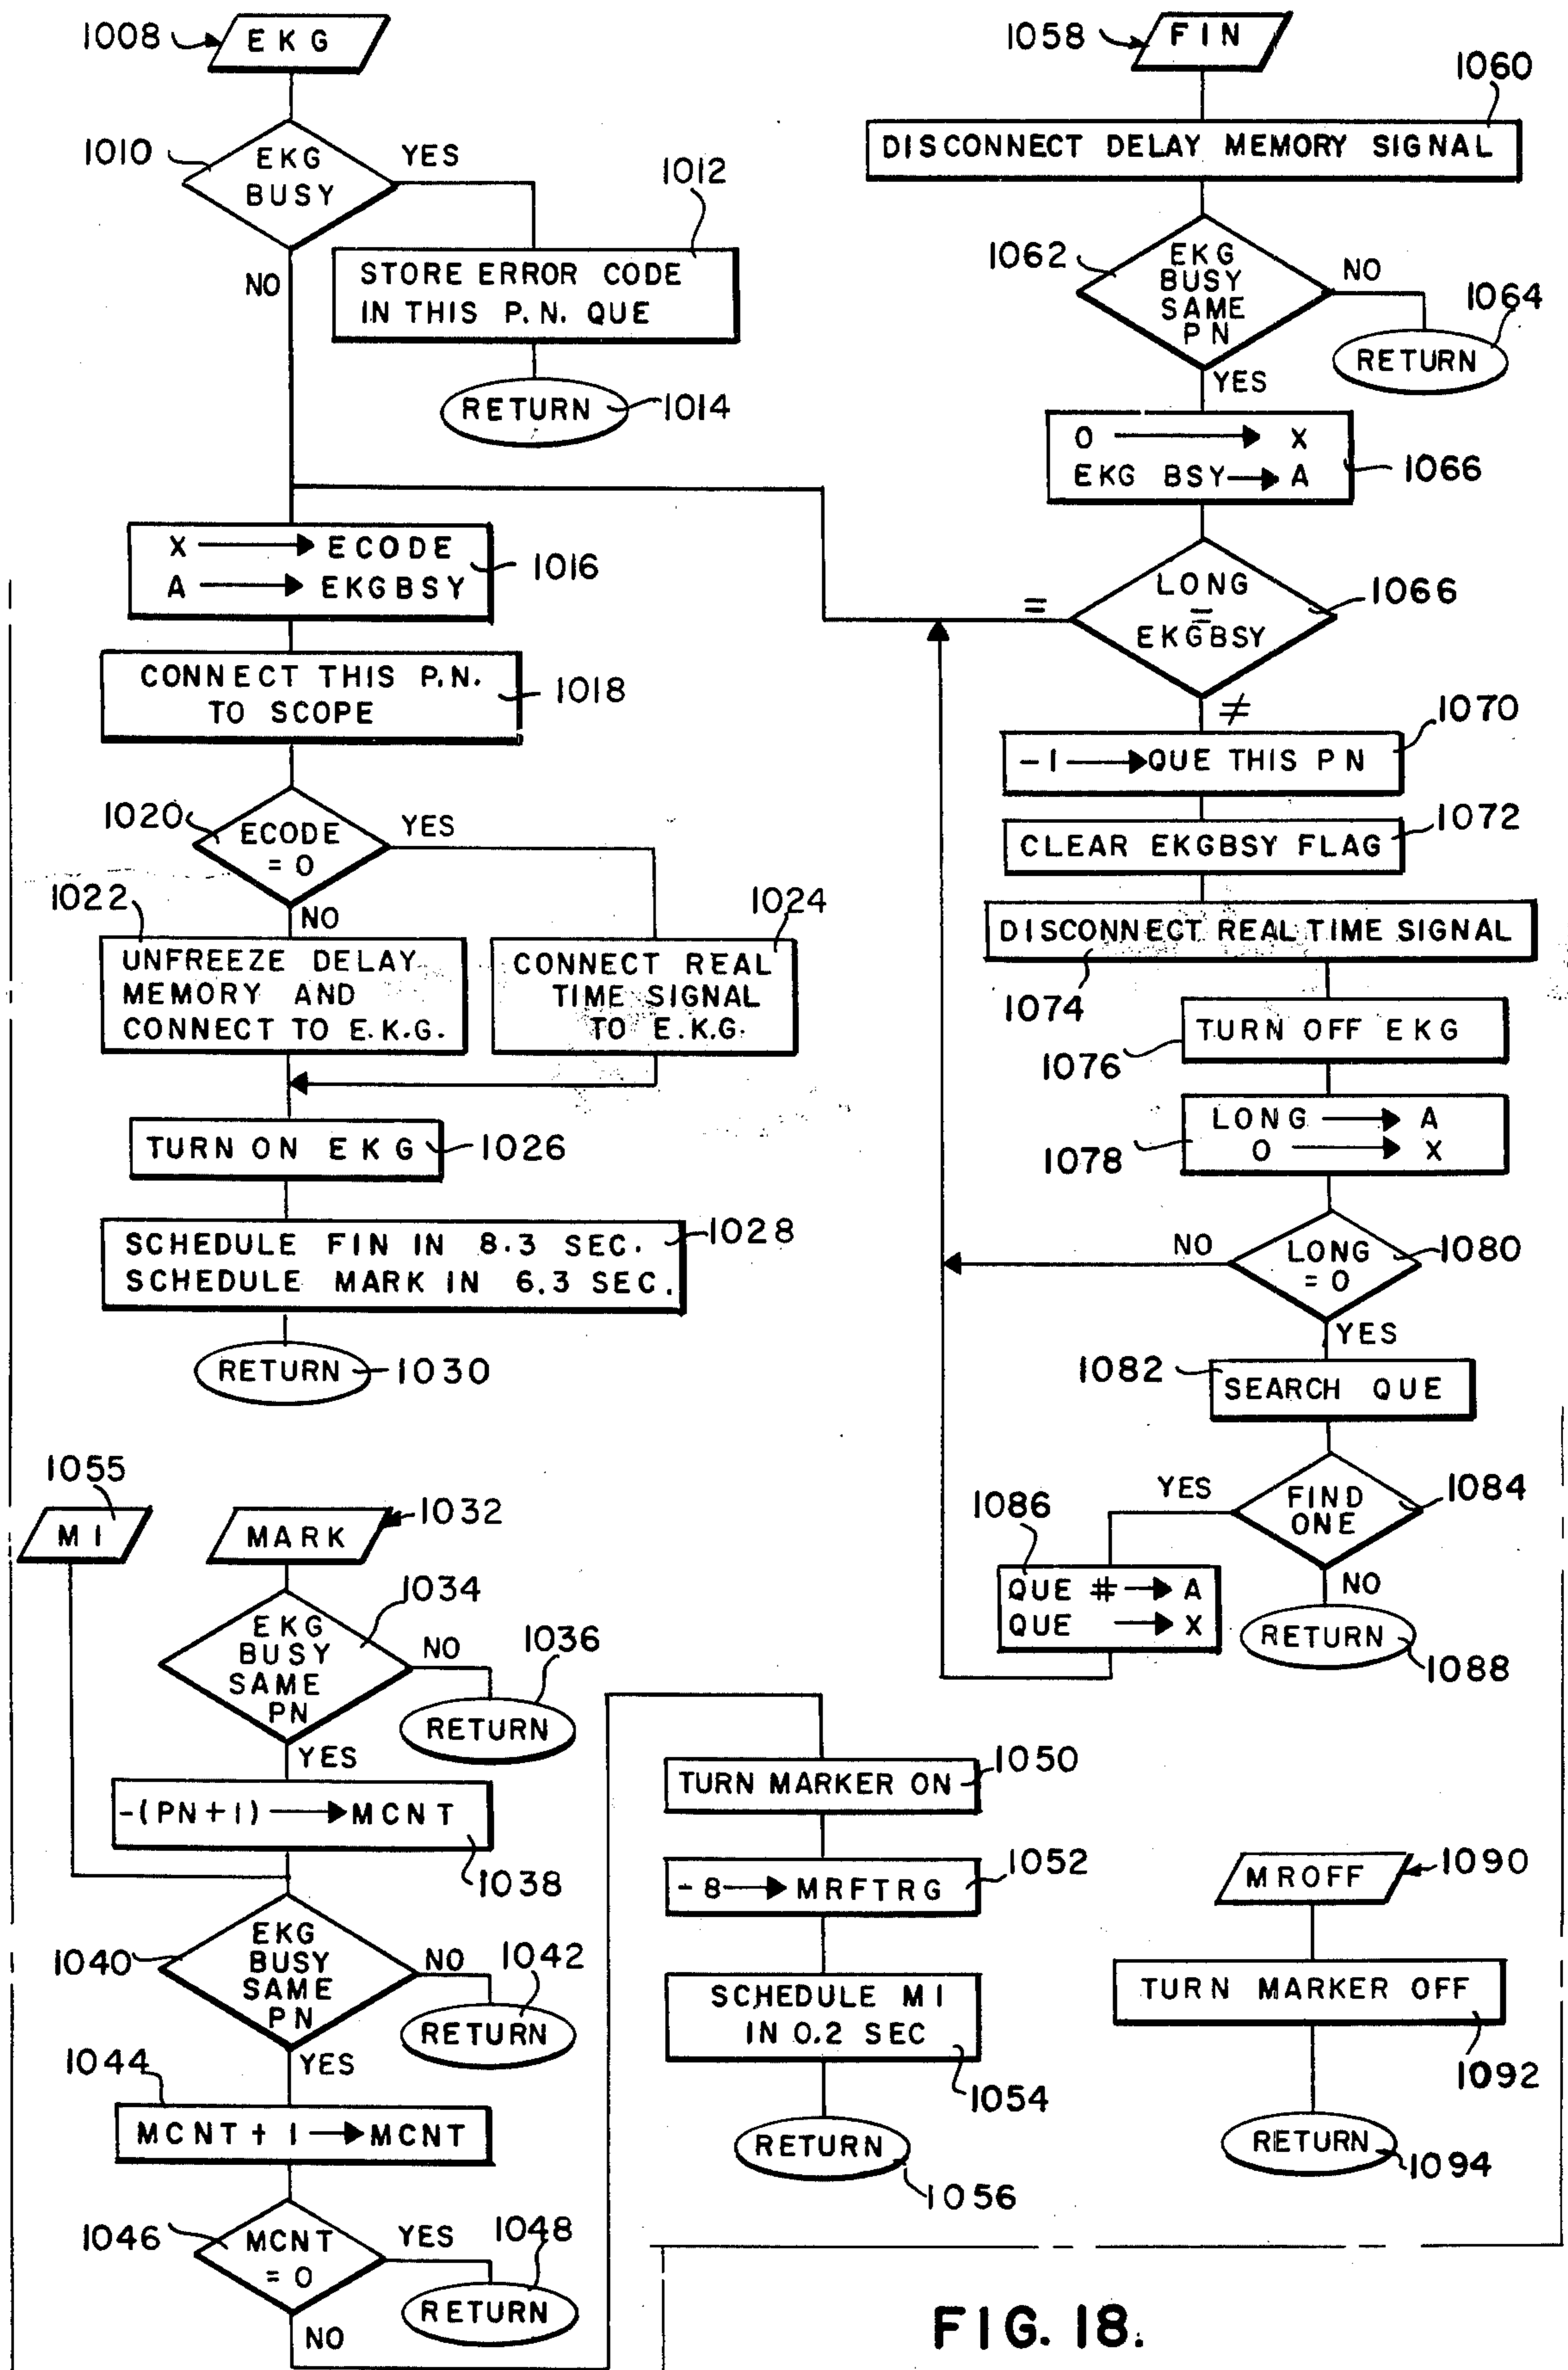 1008
EKG
1010
EKG
BUSY
YES
NO
1012
STORE ERROR CODE
IN THIS P.N. QUE
RETURN
1014
X → ECODE
A → EKGBSY
1016
CONNECT THIS P.N.
TO SCOPE
1018
1020
ECODE
= 0
YES
NO
1022
UNFREEZE DELAY
MEMORY AND
CONNECT TO E.K.G.
1024
CONNECT REAL
TIME SIGNAL
TO E.K.G.
TURN ON EKG
1026
SCHEDULE FIN IN 8.3 SEC.
SCHEDULE MARK IN 6.3 SEC.
1028
RETURN
1030
1055
M1
MARK
1032
1034
EKG
BUSY
SAME
PN
NO
1036
RETURN
YES
-(PN+1) → MCNT
1038
1040
EKG
BUSY
SAME
PN
NO
1042
RETURN
YES
1044
MCNT + 1 → MCNT
1046
MCNT
= 0
YES
1048
RETURN
NO
TURN MARKER ON
1050
-8 → MRFTRG
1052
SCHEDULE M1
IN 0.2 SEC
1054
RETURN
1056
1058
FIN
1060
DISCONNECT DELAY MEMORY SIGNAL
1062
EKG
BUSY
SAME
PN
NO
1064
RETURN
YES
0 → X
EKG BSY → A
1066
LONG
=
EKGBSY
1066
=
≠
-1 → QUE THIS PN
1070
CLEAR EKGBSY FLAG
1072
DISCONNECT REAL TIME SIGNAL
1074
TURN OFF EKG
1076
LONG → A
0 → X
1078
NO
LONG
= 0
1080
YES
1082
SEARCH QUE
YES
FIND
ONE
1084
NO
1086
QUE # → A
QUE → X
RETURN
1088
MROFF
1090
TURN MARKER OFF
1092
RETURN
1094
FIG. 18.